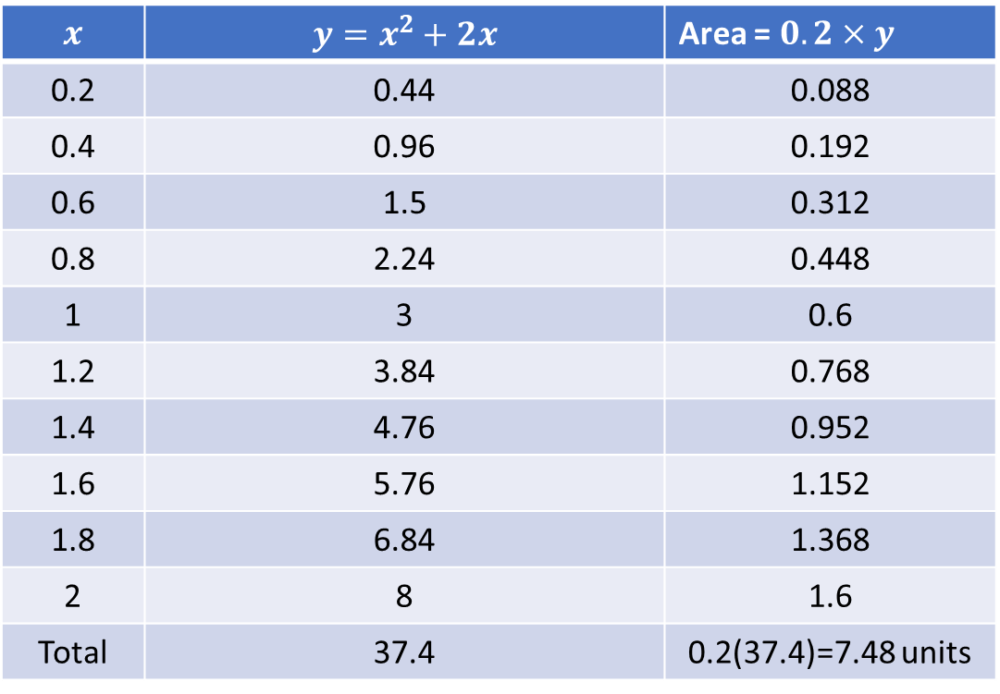 x y = x² + 2x Area = 0.2 × y
0.2 0.44 0.088
0.4 0.96 0.192
0.6 1.5 0.312
0.8 2.24 0.448
1 3 0.6
1.2 3.84 0.768
1.4 4.76 0.952
1.6 5.76 1.152
1.8 6.84 1.368
2 8 1.6
Total 37.4 0.2(37.4)=7.48 units